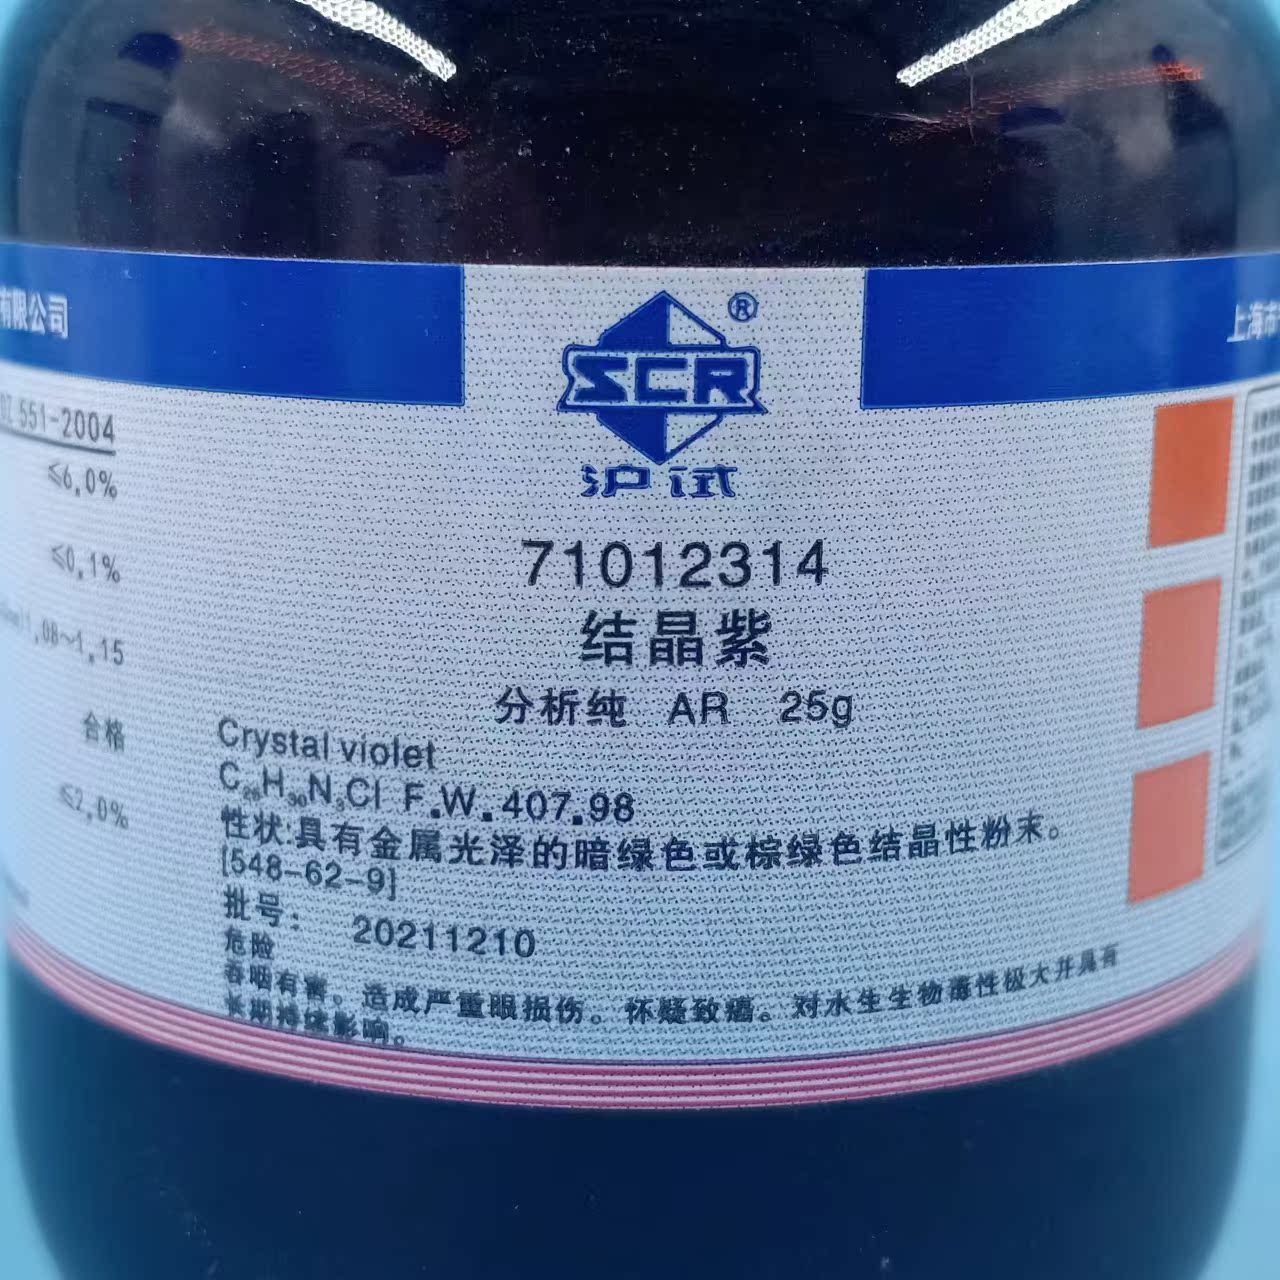 有限公司
上海市
®
SCR
沪试
551-2004
≤6.0%
≤0.1%
1.08~1.15
合格
≤2.0%
71012314
结晶紫
分析纯 AR 25g
Crystal violet
C₂₅H₃₀N₃Cl F.W.407.98
性状:具有金属光泽的暗绿色或棕绿色结晶性粉末。
[548-62-9]
批号: 20211210
危险
吞咽有害。造成严重眼损伤。怀疑致癌。对水生生物毒性极大并具有
长期持续影响。